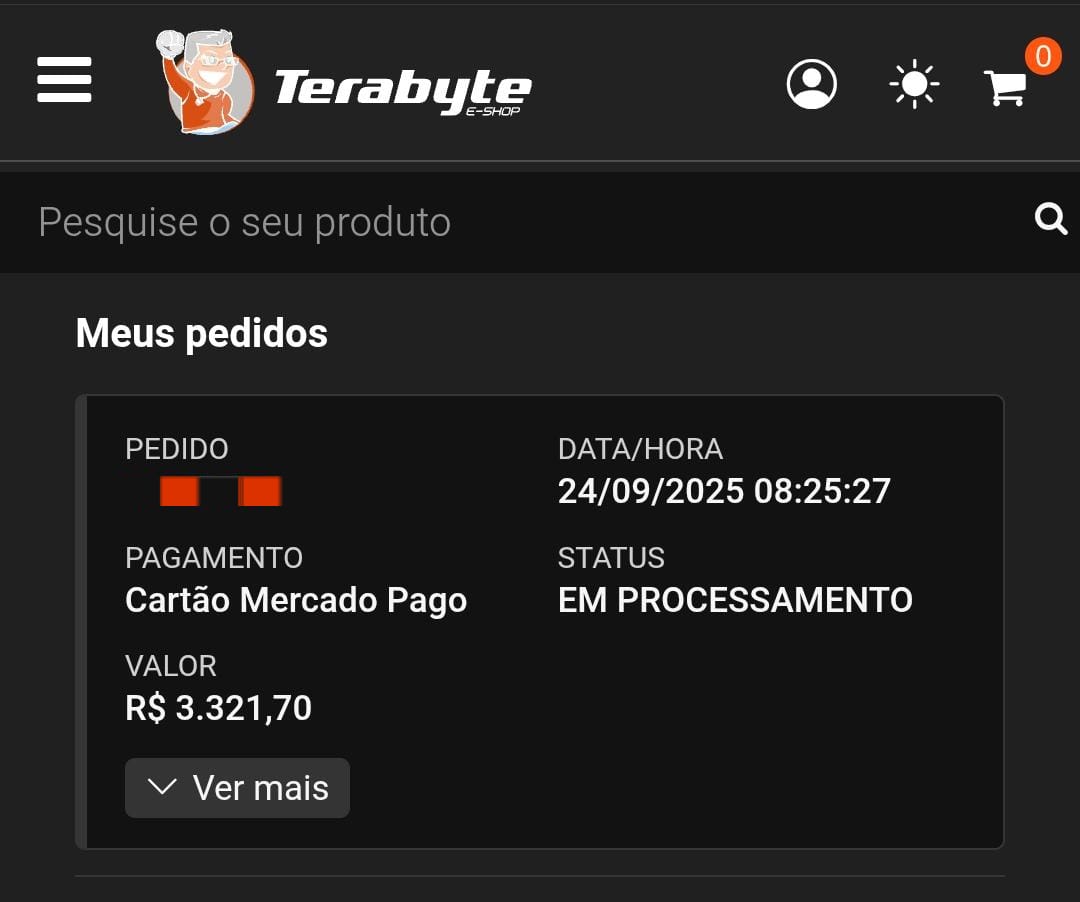 Terabyte
E-SHOP
0
Pesquise o seu produto
Meus pedidos
PEDIDO
DATA/HORA
24/09/2025 08:25:27
PAGAMENTO
Cartão Mercado Pago
STATUS
EM PROCESSAMENTO
VALOR
R$ 3.321,70
Ver mais